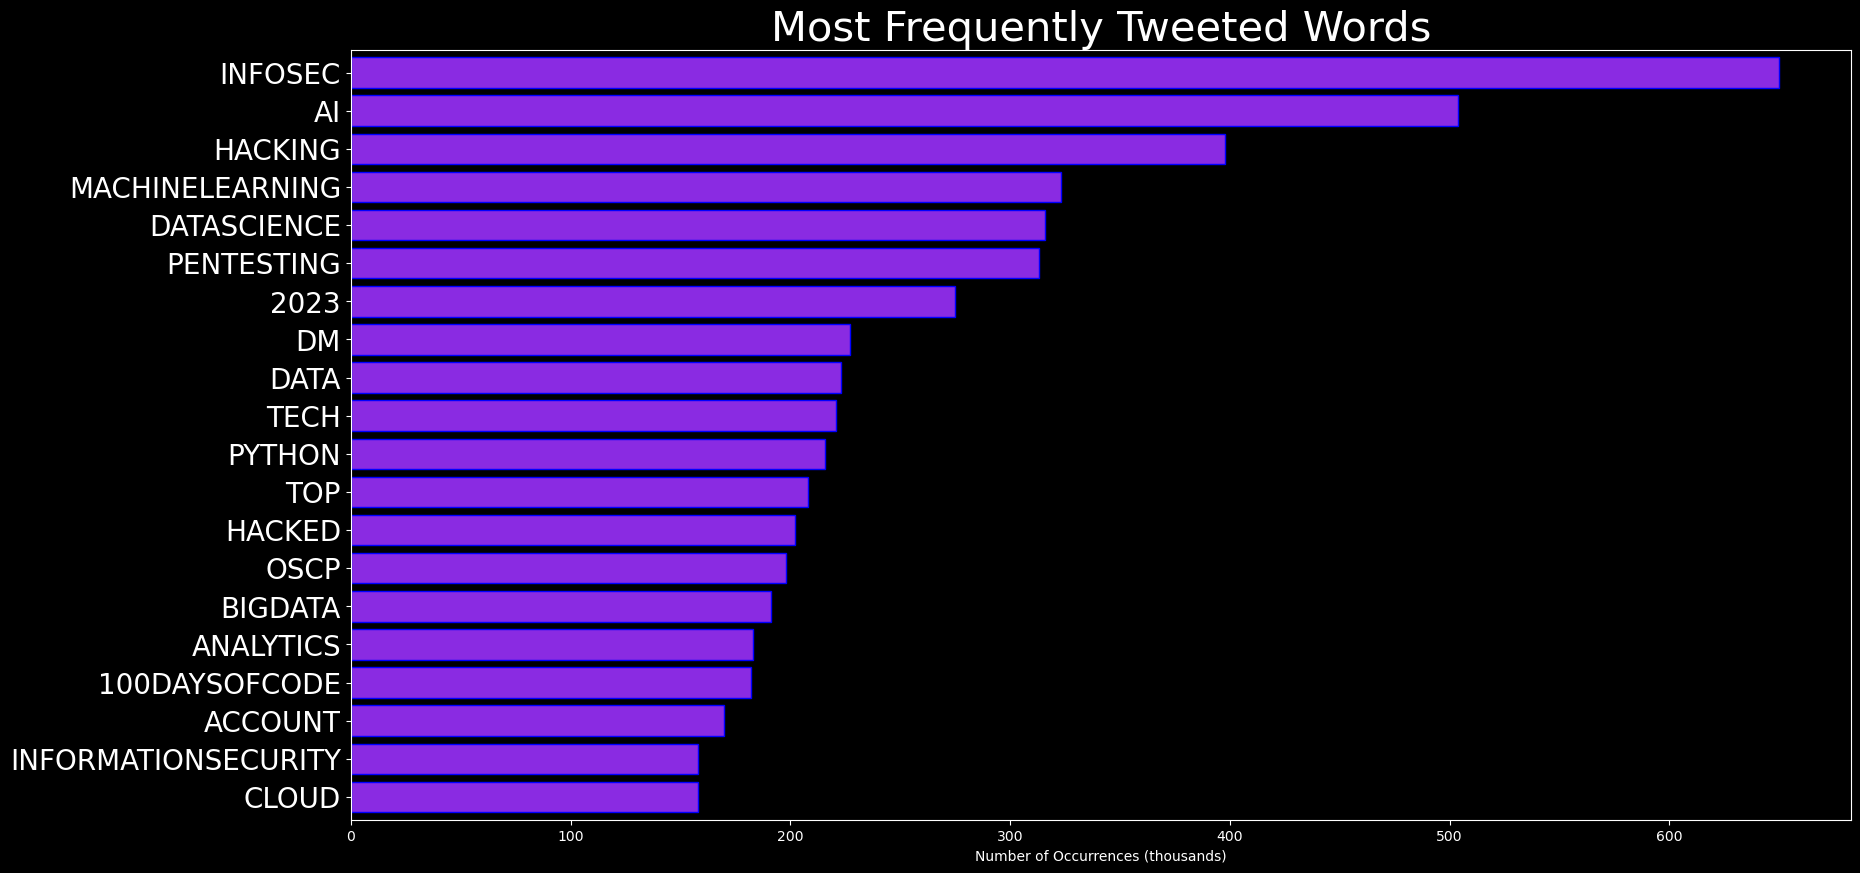 Most Frequently Tweeted Words
INFOSEC
AI
HACKING
MACHINELEARNING
DATASCIENCE
PENTESTING
2023
DM
DATA
TECH
PYTHON
TOP
HACKED
OSCP
BIGDATA
ANALYTICS
100DAYSOFCODE
ACCOUNT
INFORMATIONSECURITY
CLOUD
0 100 200 300 400 500 600
Number of Occurrences (thousands)